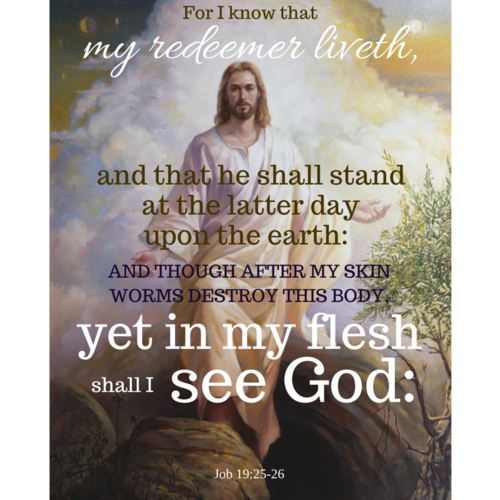 For I know that
my redeemer liveth,
and that he shall stand
at the latter day
upon the earth:
AND THOUGH AFTER MY SKIN
WORMS DESTROY THIS BODY,
yet in my flesh
shall I see God:
Job 19:25-26